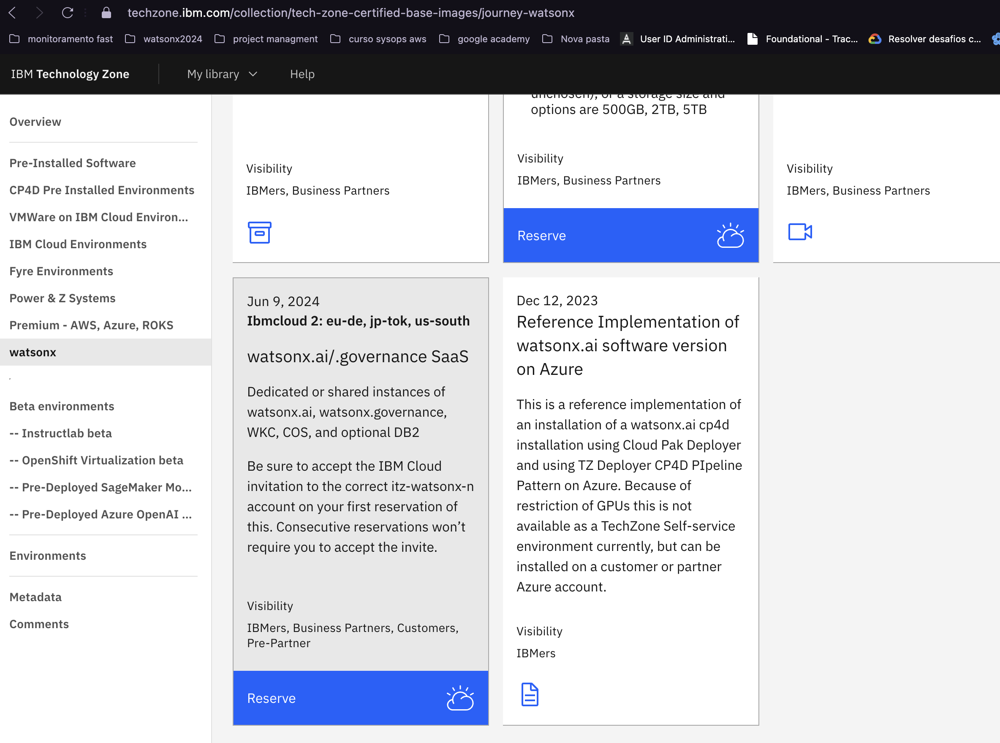 techzone.ibm.com/collection/tech-zone-certified-base-images/journey-watsonx
monitoramento fast watsonx2024 project managment curso sysops aws google academy Nova pasta User ID Administrati... Foundational - Trac... Resolver desafios c...
IBM Technology Zone My library Help
Overview
Pre-Installed Software
CP4D Pre Installed Environments
VMWare on IBM Cloud Environ...
IBM Cloud Environments
Fyre Environments
Power & Z Systems
Premium - AWS, Azure, ROKS
watsonx
Beta environments
-- Instructlab beta
-- OpenShift Virtualization beta
-- Pre-Deployed SageMaker Mo...
-- Pre-Deployed Azure OpenAI ...
Environments
Metadata
Comments
Visibility
IBMers, Business Partners
unchosen), or a storage size and
options are 500GB, 2TB, 5TB
Visibility
IBMers, Business Partners
Reserve
Visibility
IBMers, Business Partners
Jun 9, 2024
Ibmcloud 2: eu-de, jp-tok, us-south
watsonx.ai/.governance SaaS
Dedicated or shared instances of
watsonx.ai, watsonx.governance,
WKC, COS, and optional DB2
Be sure to accept the IBM Cloud
invitation to the correct itz-watsonx-n
account on your first reservation of
this. Consecutive reservations won’t
require you to accept the invite.
Visibility
IBMers, Business Partners, Customers,
Pre-Partner
Reserve
Dec 12, 2023
Reference Implementation of
watsonx.ai software version
on Azure
This is a reference implementation of
an installation of a watsonx.ai cp4d
installation using Cloud Pak Deployer
and using TZ Deployer CP4D PIpeline
Pattern on Azure. Because of
restriction of GPUs this is not
available as a TechZone Self-service
environment currently, but can be
installed on a customer or partner
Azure account.
Visibility
IBMers